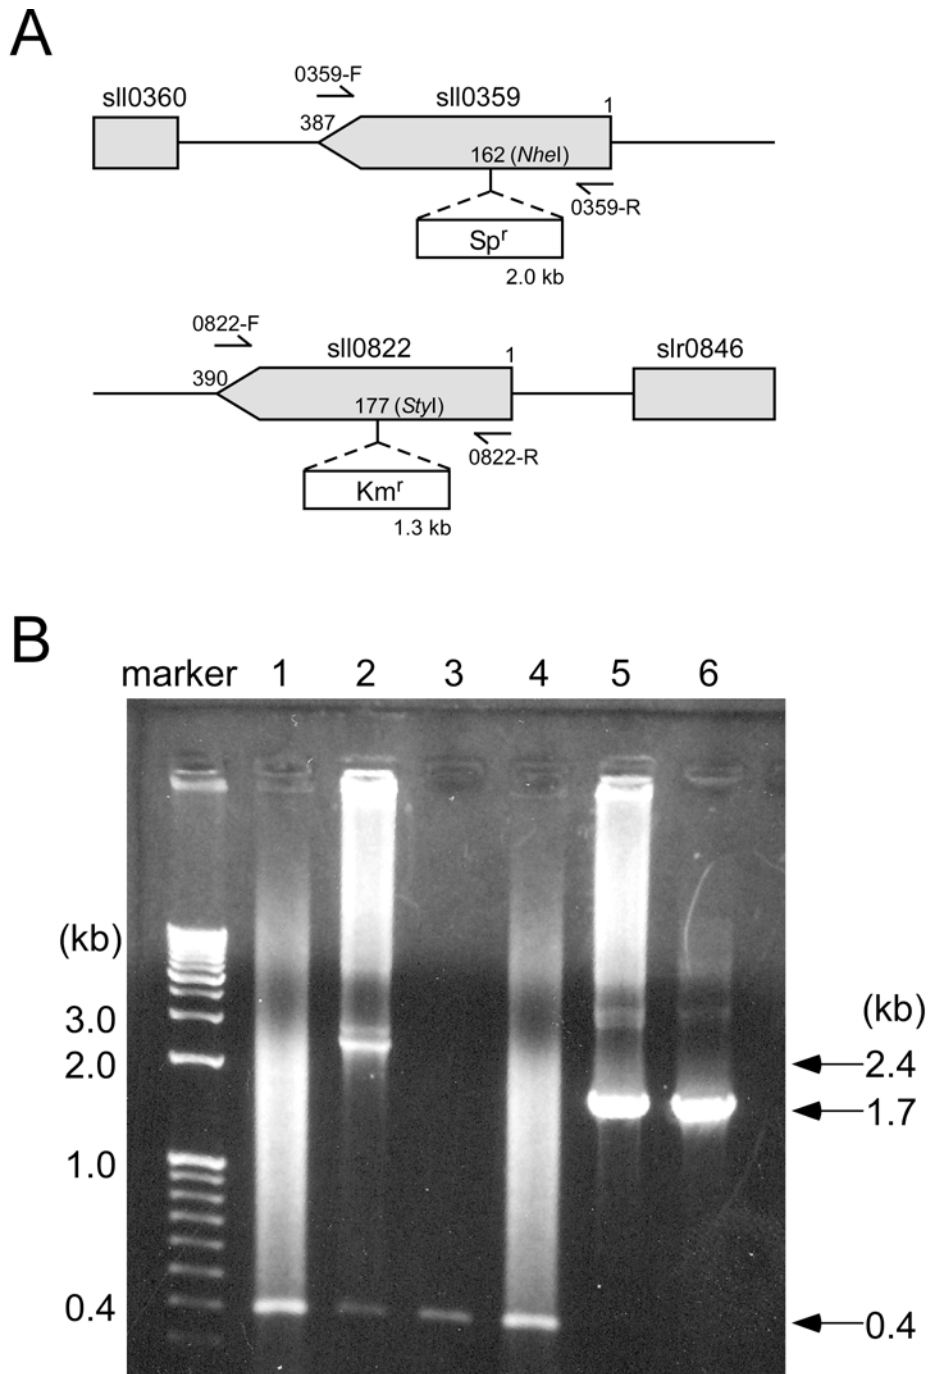 A
0359-F
sll0360
387
sll0359
1
162 (NheI)
0359-R
Spʳ
2.0 kb
0822-F
390
sll0822
1
slr0846
177 (StyI)
0822-R
Kmʳ
1.3 kb
B
marker 1 2 3 4 5 6
(kb)
3.0
2.0
1.0
0.4
(kb)
2.4
1.7
0.4